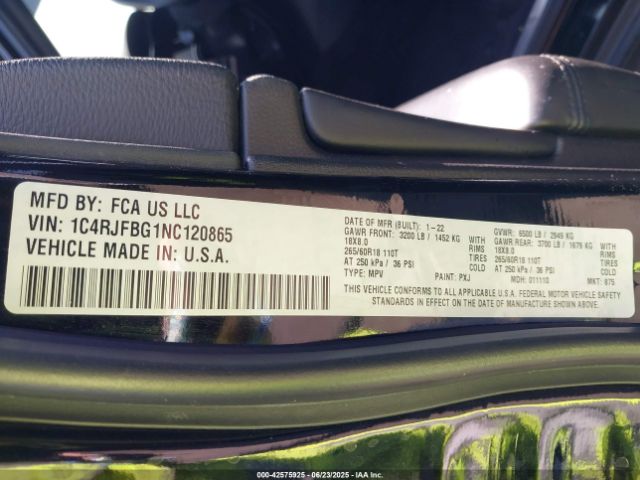 MFD BY: FCA US LLC
VIN: 1C4RJFBG1NC120865
VEHICLE MADE IN: U.S.A.
DATE OF MFR (BUILT): 1-22 GVWR: 6500 LB / 2949 KG
GAWR FRONT: 3200 LB / 1452 KG WITH GAWR REAR: 3700 LB / 1679 KG WITH
18X8.0 RIMS 18X8.0 RIMS
265/60R18 110T TIRES 265/60R18 110T TIRES
AT 250 kPa / 36 PSI COLD AT 250 kPa / 36 PSI COLD
TYPE: MPV PAINT: PXJ MDH: 011110 MKT: 875
THIS VEHICLE CONFORMS TO ALL APPLICABLE U.S.A. FEDERAL MOTOR VEHICLE SAFETY
STANDARDS IN EFFECT ON THE DATE OF MANUFACTURE SHOWN ABOVE.
000-42575925 - 06/23/2025 - IAAI.COM